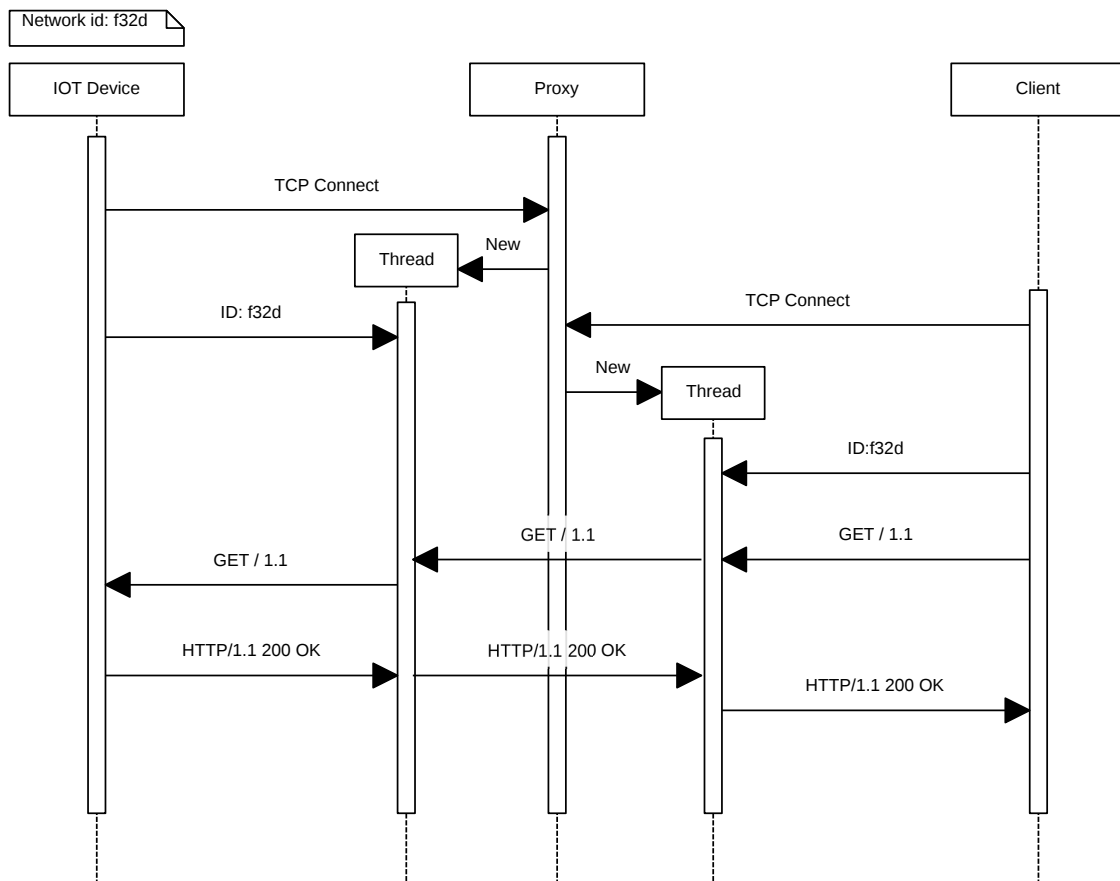 Network id: f32d
IOT Device
Proxy
Client
TCP Connect
New
Thread
TCP Connect
ID: f32d
New
Thread
ID:f32d
GET / 1.1
GET / 1.1
GET / 1.1
HTTP/1.1 200 OK
HTTP/1.1 200 OK
HTTP/1.1 200 OK